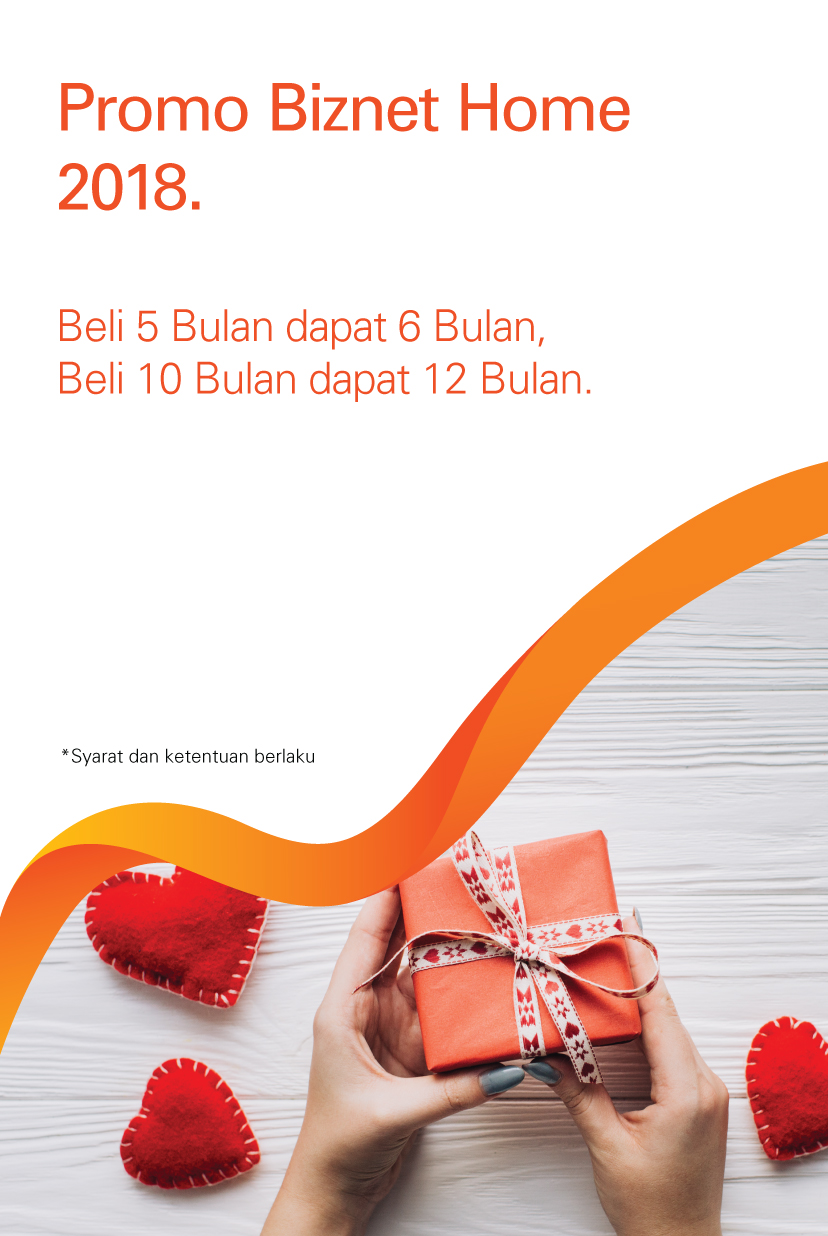 Promo Biznet Home
2018.
Beli 5 Bulan dapat 6 Bulan,
Beli 10 Bulan dapat 12 Bulan.
*Syarat dan ketentuan berlaku